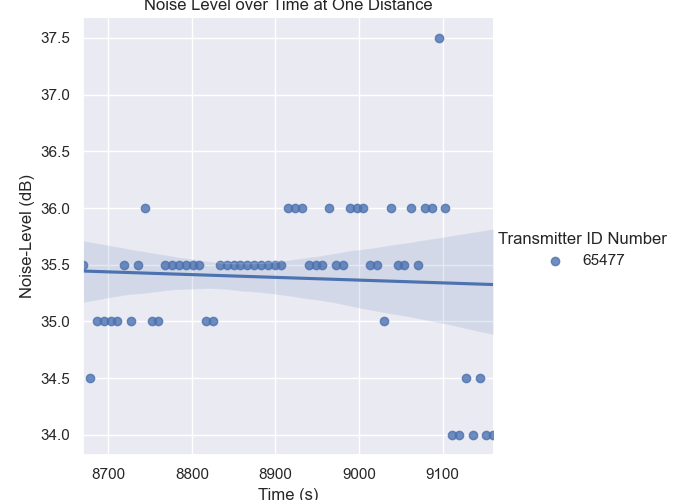 Noise Level over Time at One Distance
37.5
37.0
36.5
36.0
35.5
35.0
34.5
34.0
Noise-Level (dB)
8700 8800 8900 9000 9100
Time (s)
Transmitter ID Number
65477